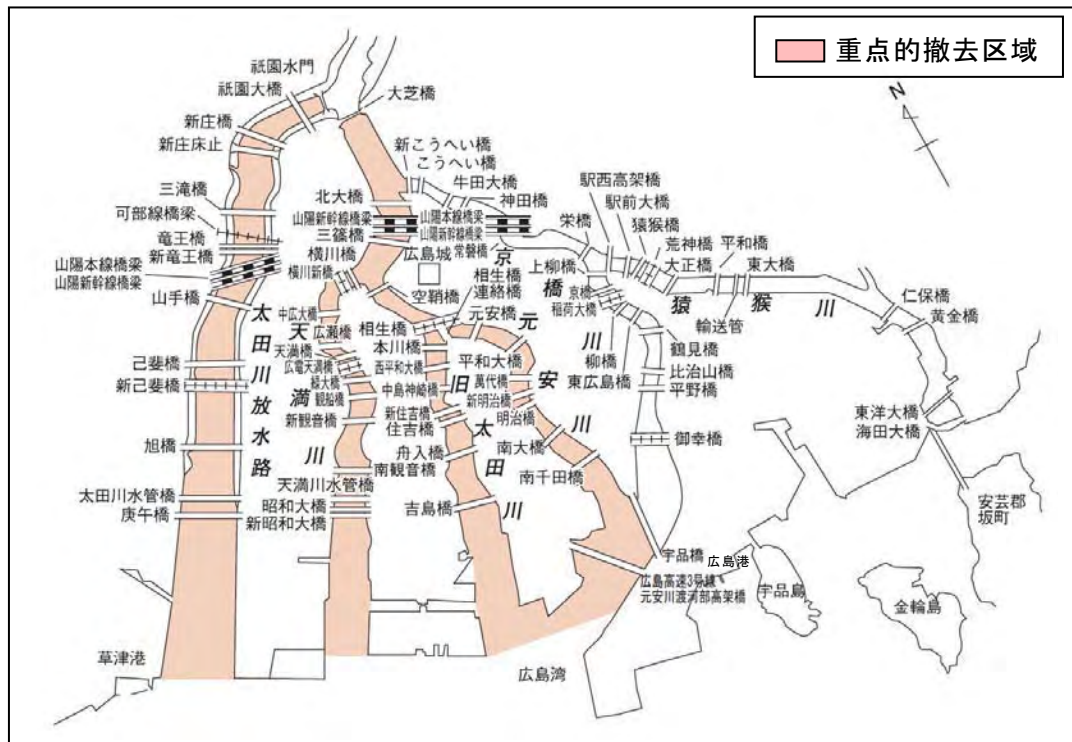 重点的撤去区域
N
祇園水門
祇園大橋
大芝橋
新庄橋
新庄床止
三滝橋
可部線橋梁
竜王橋
新竜王橋
山陽本線橋梁
山陽新幹線橋梁
山手橋
己斐橋
新己斐橋
旭橋
太田川水管橋
庚午橋
草津港
太田川放水路
北大橋
山陽新幹線橋梁
三篠橋
横川橋
横川新橋
中広大橋
広瀬橋
天満橋
広電天満橋
緑大橋
観船橋
新観音橋
天満川
南観音橋
天満川水管橋
昭和大橋
新昭和大橋
新こうへい橋
こうへい橋
牛田大橋
神田橋
山陽本線橋梁
山陽新幹線橋梁
常磐橋
広島城
空鞘橋
相生橋
相生橋
連絡橋
本川橋
西平和大橋
中島神崎橋
新住吉橋
住吉橋
舟入橋
吉島橋
旧太田川
元安橋
平和大橋
萬代橋
新明治橋
明治橋
南大橋
南千田橋
元安川
京橋川
栄橋
上柳橋
京橋
稲荷大橋
柳橋
東広島橋
鶴見橋
比治山橋
平野橋
御幸橋
宇品橋
広島高速3号線
元安川渡河部高架橋
駅西高架橋
駅前大橋
猿猴橋
荒神橋
大正橋
平和橋
東大橋
輸送管
猿猴川
仁保橋
黄金橋
東洋大橋
海田大橋
安芸郡
坂町
広島港
宇品島
金輪島
広島湾